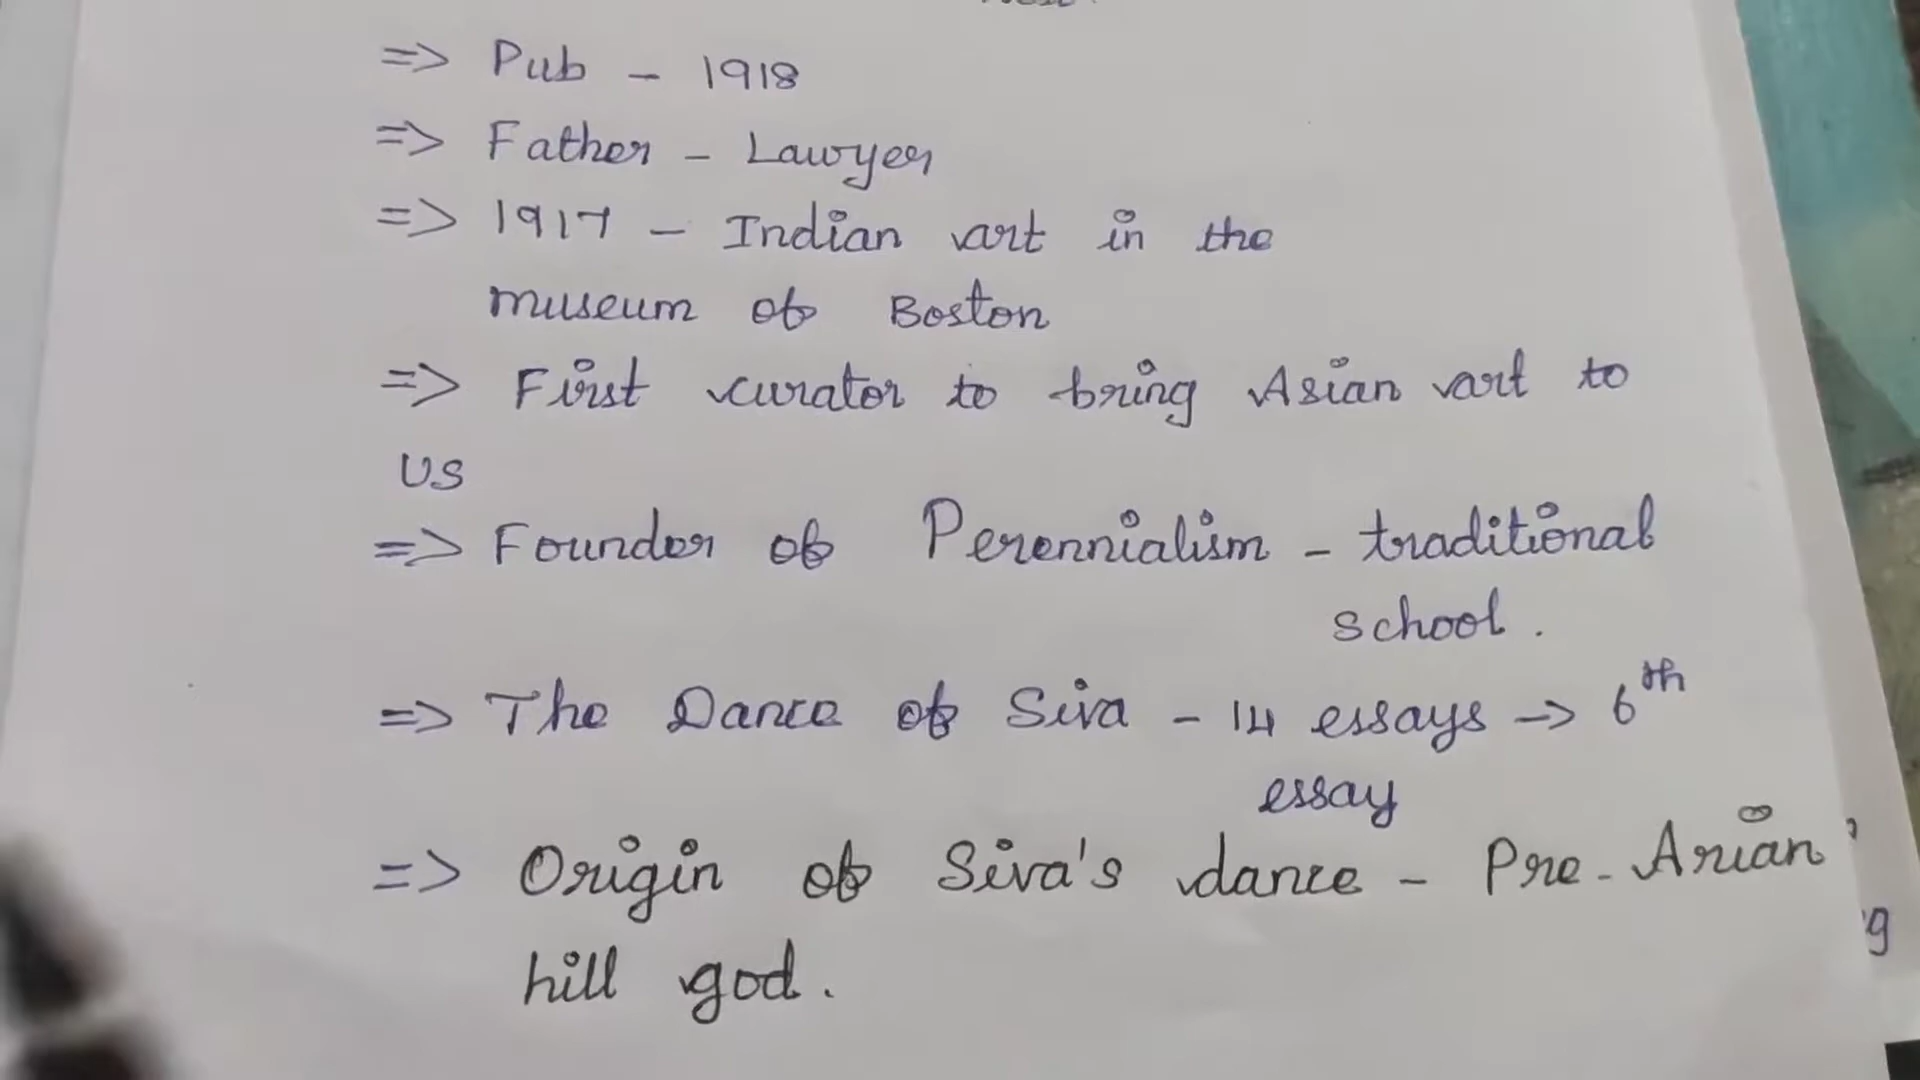 => Pub - 1918
=> Father - Lawyer
=> 1917 - Indian art in the
museum of Boston
=> First curator to bring Asian art to
US
=> Founder of Perennialism - traditional
school.
=> The Dance of Siva - 14 essays -> 6th
essay
=> Origin of Siva's dance - Pre-Arian
hill god.